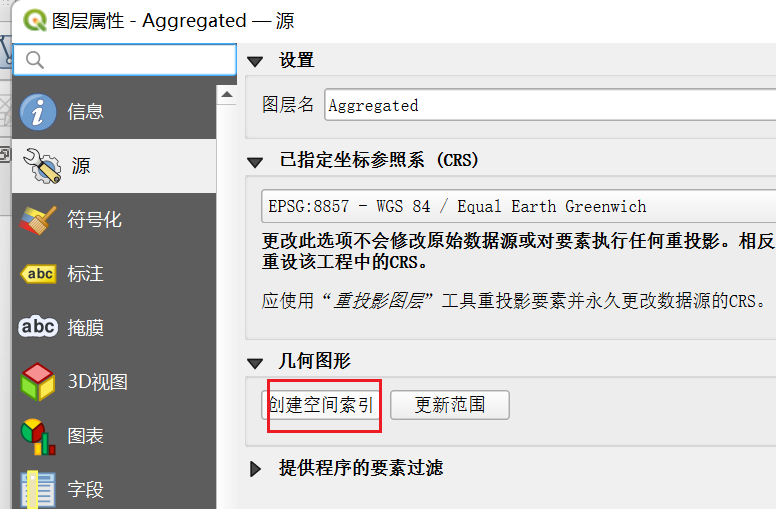 图层属性 - Aggregated — 源
信息
源
符号化
abc 标注
abc 掩膜
3D视图
图表
字段
设置
图层名 Aggregated
已指定坐标参照系 (CRS)
EPSG:8857 - WGS 84 / Equal Earth Greenwich
更改此选项不会修改原始数据源或对要素执行任何重投影。相反
重设该工程中的CRS。
应使用“重投影图层”工具重投影要素并永久更改数据源的CRS。
几何图形
创建空间索引 更新范围
提供程序的要素过滤